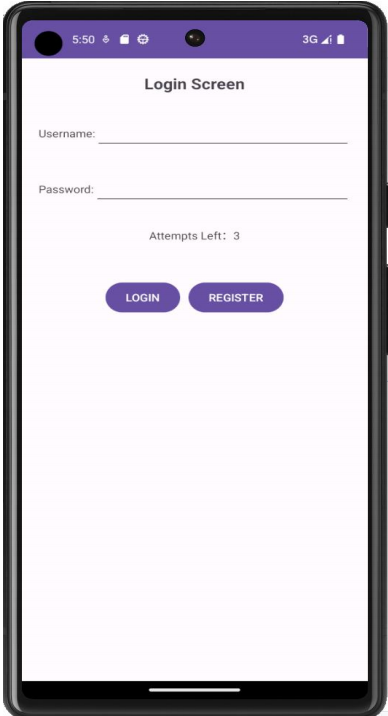 5:50 3G
Login Screen
Username:
Password:
Attempts Left: 3
LOGIN REGISTER